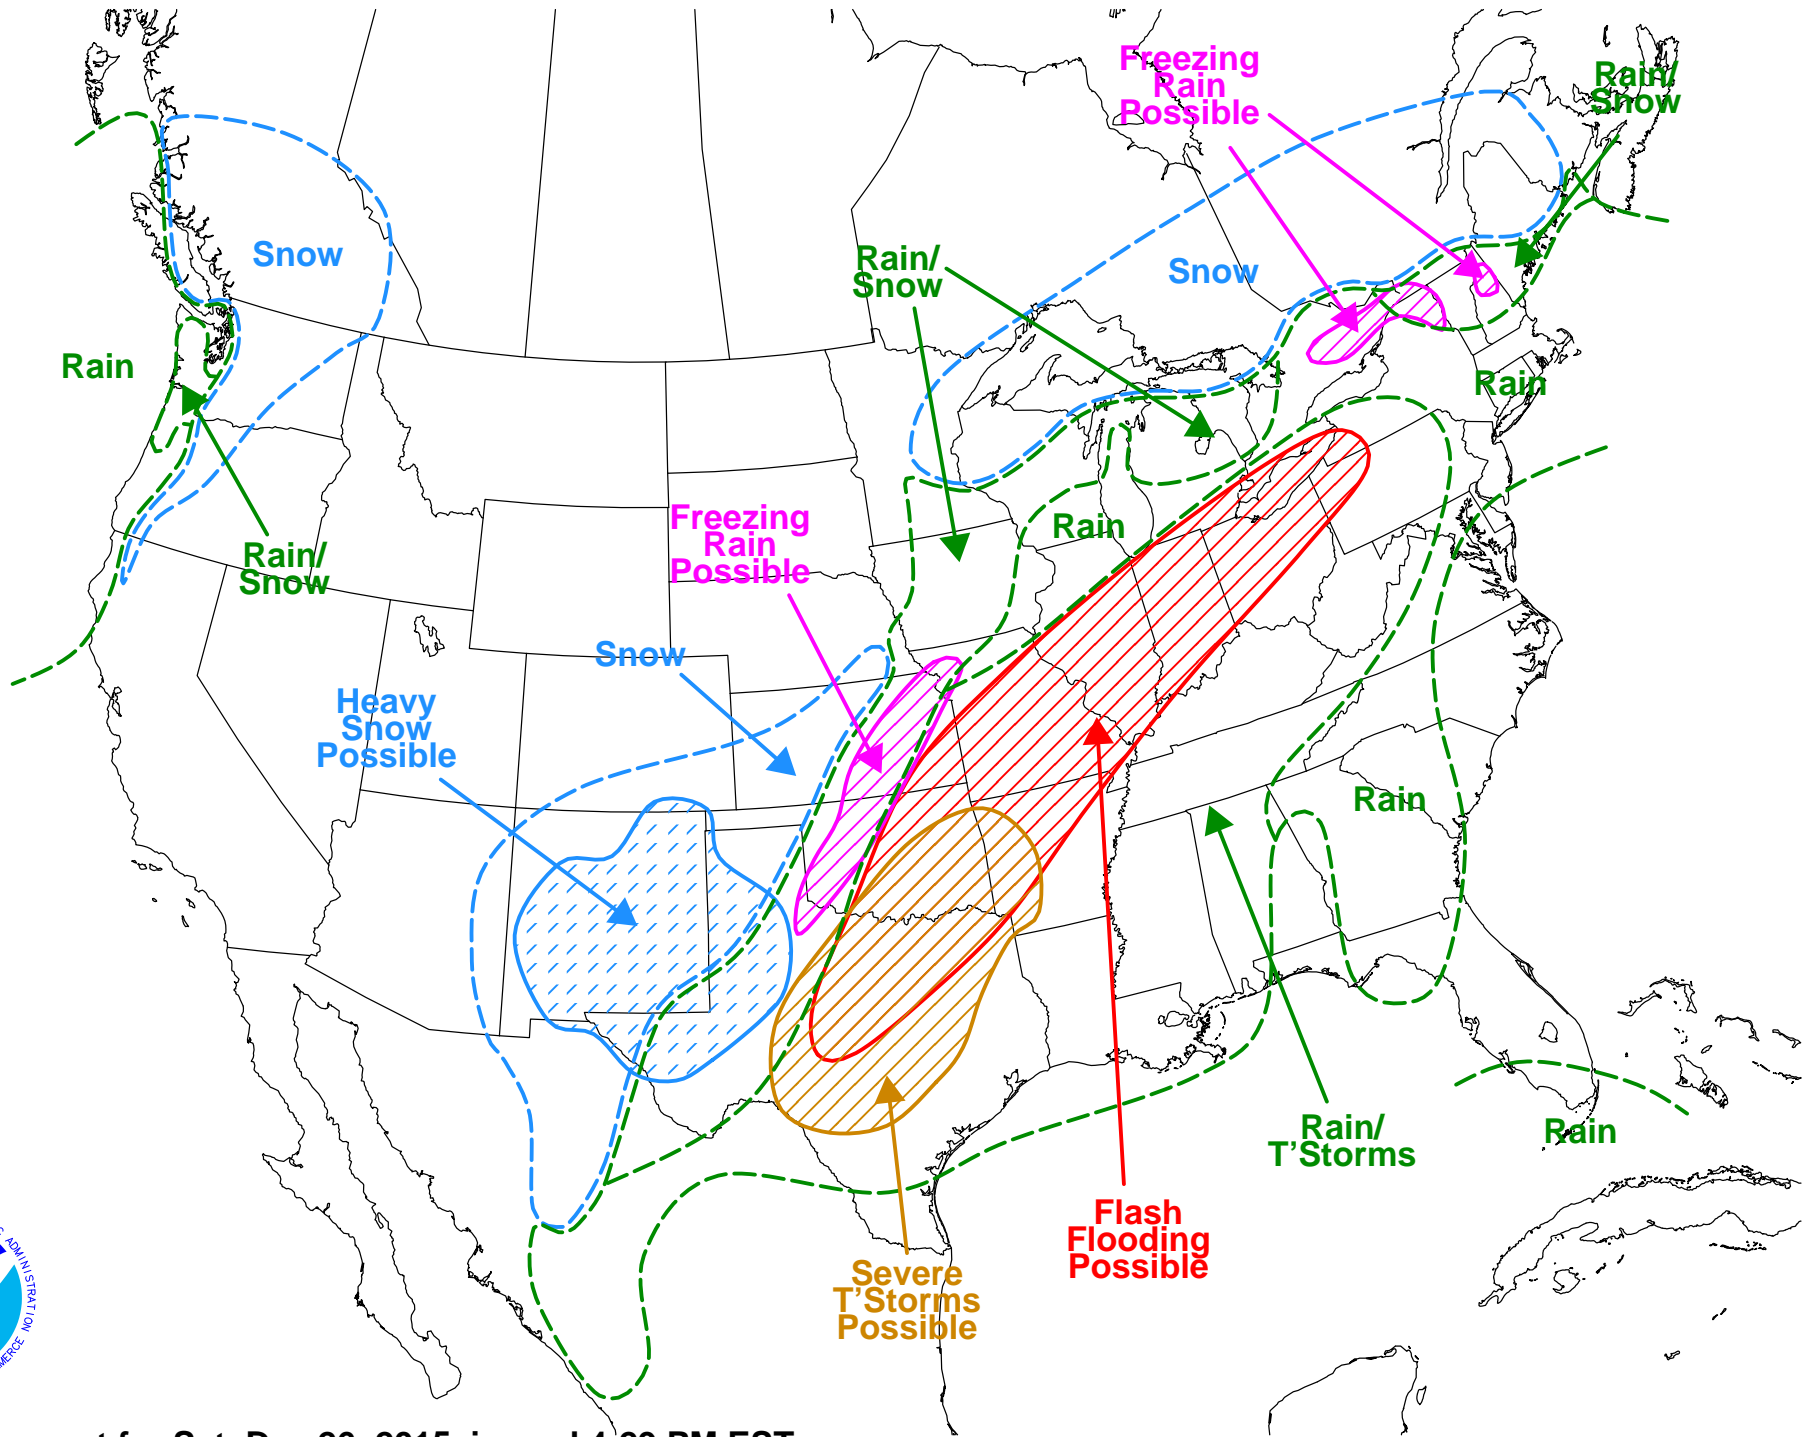 Freezing
Rain
Possible
Rain/
Snow
Snow
Rain/
Snow
Snow
Rain
Rain
Freezing
Rain
Possible
Rain
Rain/
Snow
Snow
Heavy
Snow
Possible
Rain
Rain/
T'Storms
Rain
Flash
Flooding
Possible
Severe
T'Storms
Possible
ADMINISTRATION